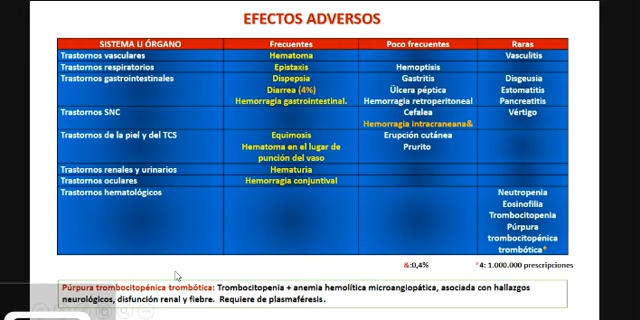 EFECTOS ADVERSOS
SISTEMA U ÓRGANO Frecuentes Poco frecuentes Raras
Trastornos vasculares Hematoma Vasculitis
Trastornos respiratorios Epistaxis Hemoptisis
Trastornos gastrointestinales Dispepsia Gastritis Disgeusia
Diarrea (4%) Úlcera péptica Estomatitis
Hemorragia gastrointestinal. Hemorragia retroperitoneal Pancreatitis
Trastornos SNC Cefalea Vértigo
Hemorragia intracraneana&
Trastornos de la piel y del TCS Equimosis Erupción cutánea
Hematoma en el lugar de Prurito
punción del vaso
Trastornos renales y urinarios Hematuria
Trastornos oculares Hemorragia conjuntival
Trastornos hematológicos Neutropenia
Eosinofilia
Trombocitopenia
Púrpura
trombocitopénica
trombótica*
&:0,4% *4: 1.000.000 prescripciones
Púrpura trombocitopénica trombótica: Trombocitopenia + anemia hemolítica microangiopática, asociada con hallazgos
neurológicos, disfunción renal y fiebre. Requiere de plasmaféresis.